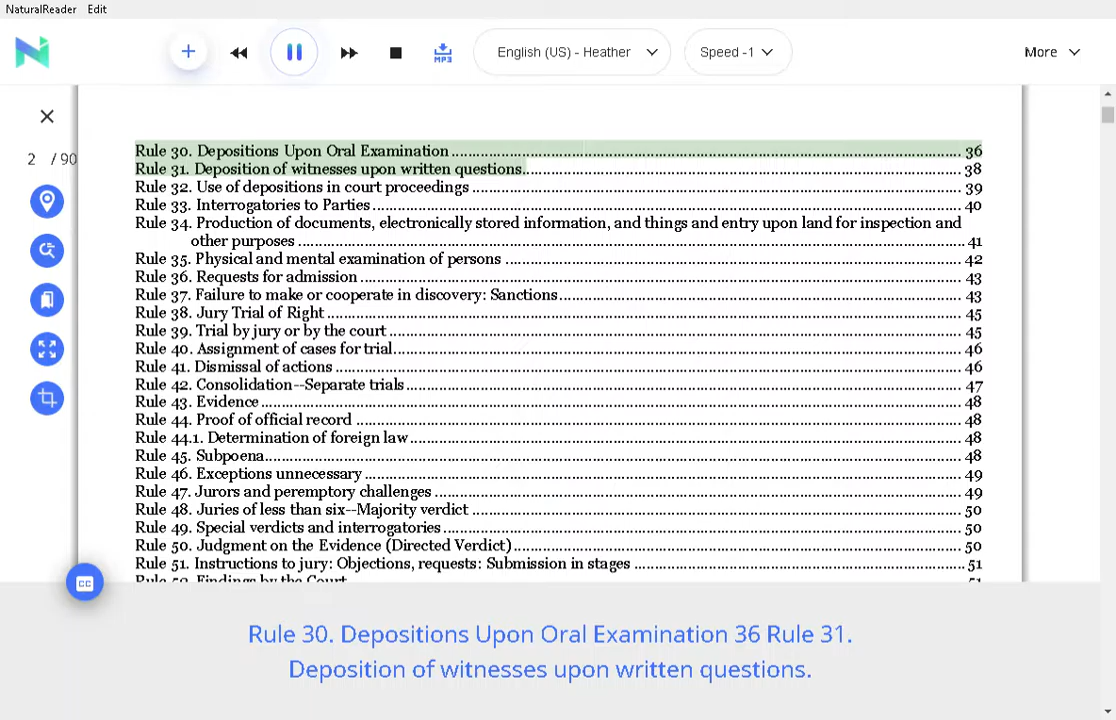 NaturalReader Edit
MP3
English (US) - Heather
Speed -1
More
2 / 90
Rule 30. Depositions Upon Oral Examination 36
Rule 31. Deposition of witnesses upon written questions. 38
Rule 32. Use of depositions in court proceedings 39
Rule 33. Interrogatories to Parties 40
Rule 34. Production of documents, electronically stored information, and things and entry upon land for inspection and
other purposes 41
Rule 35. Physical and mental examination of persons 42
Rule 36. Requests for admission 43
Rule 37. Failure to make or cooperate in discovery: Sanctions 43
Rule 38. Jury Trial of Right 45
Rule 39. Trial by jury or by the court 45
Rule 40. Assignment of cases for trial 46
Rule 41. Dismissal of actions 46
Rule 42. Consolidation--Separate trials 47
Rule 43. Evidence 48
Rule 44. Proof of official record 48
Rule 44.1. Determination of foreign law 48
Rule 45. Subpoena 48
Rule 46. Exceptions unnecessary 49
Rule 47. Jurors and peremptory challenges 49
Rule 48. Juries of less than six--Majority verdict 50
Rule 49. Special verdicts and interrogatories 50
Rule 50. Judgment on the Evidence (Directed Verdict) 50
Rule 51. Instructions to jury: Objections, requests: Submission in stages 51
Rule 52. Findings by the Court 51
CC
Rule 30. Depositions Upon Oral Examination 36 Rule 31.
Deposition of witnesses upon written questions.